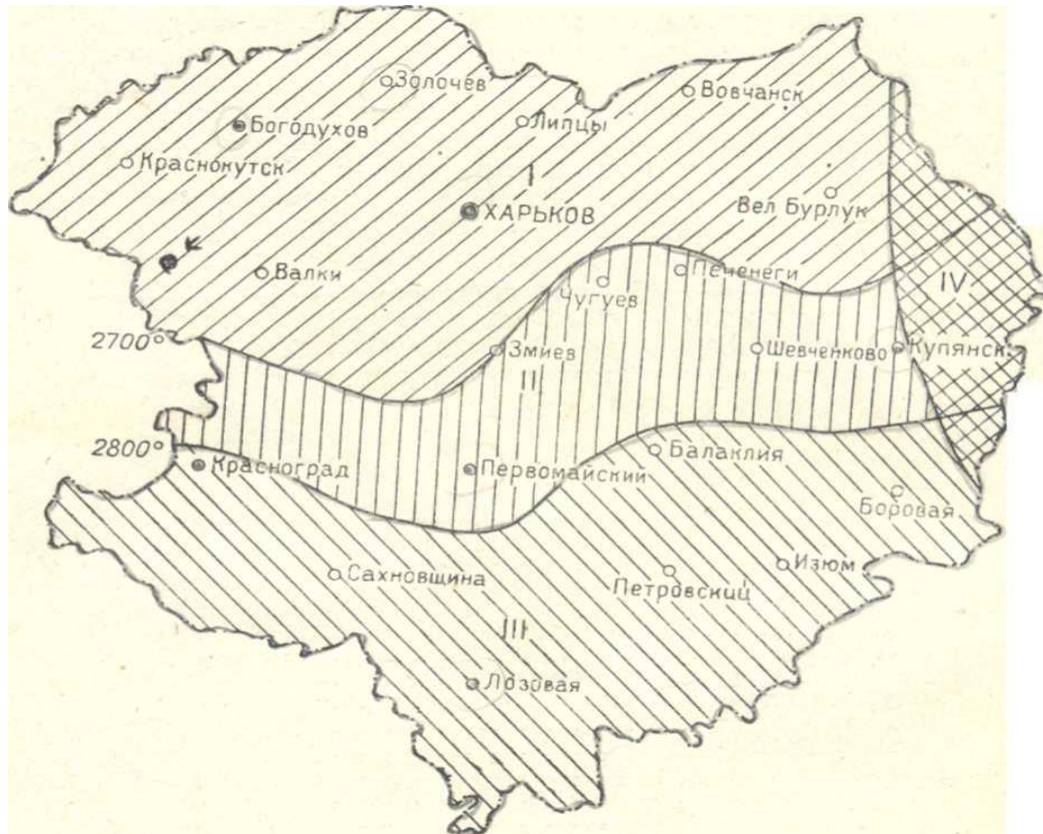 Золочев
Вовчанск
Богодухов
Липцы
Краснокутск
I
Вел Бурлук
ХАРЬКОВ
Валки
Печенеги
Чугуев
IV
2700°
Змиев
Шевченково
Купянск
II
2800°
Красноград
Первомайский
Балаклия
Боровая
Сахновщина
Петровский
Изюм
III
Лозовая